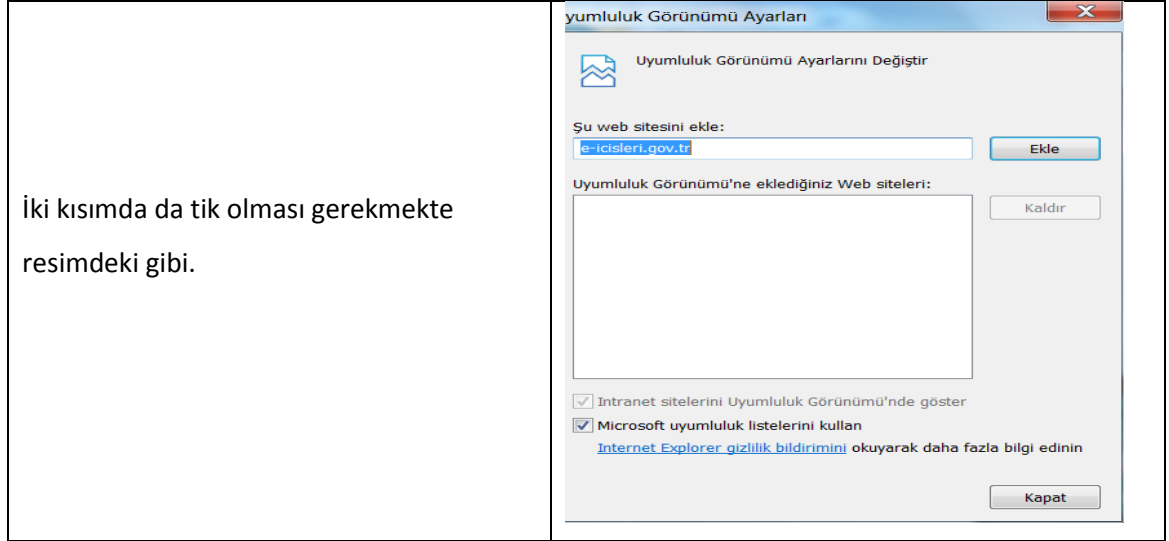 İki kısımda da tik olması gerekmekte
resimdeki gibi.
yumluluk Görünümü Ayarları
Uyumluluk Görünümü Ayarlarını Değiştir
Şu web sitesini ekle:
e-icisleri.gov.tr
Ekle
Uyumluluk Görünümü'ne eklediğiniz Web siteleri:
Kaldır
Intranet sitelerini Uyumluluk Görünümü'nde göster
Microsoft uyumluluk listelerini kullan
Internet Explorer gizlilik bildirimini okuyarak daha fazla bilgi edinin
Kapat